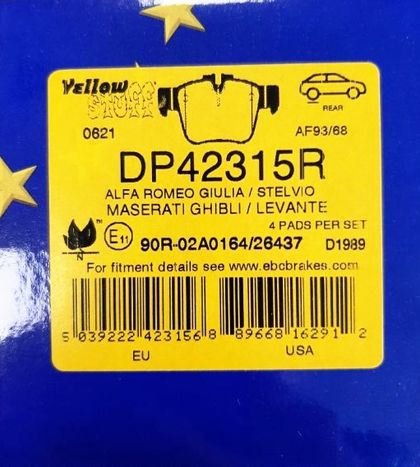 Yellow
STUFF
REAR
0621
AF93/68
DP42315R
ALFA ROMEO GIULIA / STELVIO
MASERATI GHIBLI / LEVANTE
4 PADS PER SET
N
E11
90R-02A0164/26437 D1989
For fitment details see www.ebcbrakes.com
5 039222 423156 8 89668 16291 2
EU USA